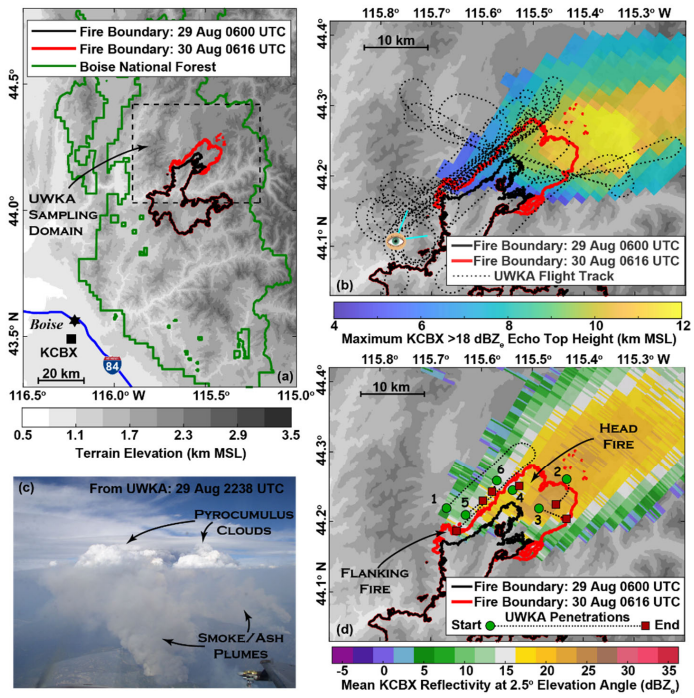 Fire Boundary: 29 Aug 0600 UTC
Fire Boundary: 30 Aug 0616 UTC
Boise National Forest
44.5°
44.0°
43.5° N
UWKA
SAMPLING
DOMAIN
Boise
KCBX
84
20 km
(a)
116.5°
116.0°
115.5°
115.0°
0.5 1.1 1.7 2.3 2.9 3.5
Terrain Elevation (km MSL)
115.8° 115.7° 115.6° 115.5° 115.4° 115.3° W
10 km
44.4°
44.3°
44.2°
44.1° N
Fire Boundary: 29 Aug 0600 UTC
Fire Boundary: 30 Aug 0616 UTC
UWKA Flight Track
(b)
4 6 8 10 12
Maximum KCBX >18 dBZe Echo Top Height (km MSL)
(c)
From UWKA: 29 Aug 2238 UTC
PYROCUMULUS
CLOUDS
SMOKE/ASH
PLUMES
115.8° 115.7° 115.6° 115.5° 115.4° 115.3° W
10 km
44.4°
44.3°
44.2°
44.1° N
HEAD
FIRE
1
6
2
5
4
3
FLANKING
FIRE
Fire Boundary: 29 Aug 0600 UTC
Fire Boundary: 30 Aug 0616 UTC
UWKA Penetrations
Start End
(d)
-5 0 5 10 15 20 25 30 35
Mean KCBX Reflectivity at 2.5° Elevation Angle (dBZe)